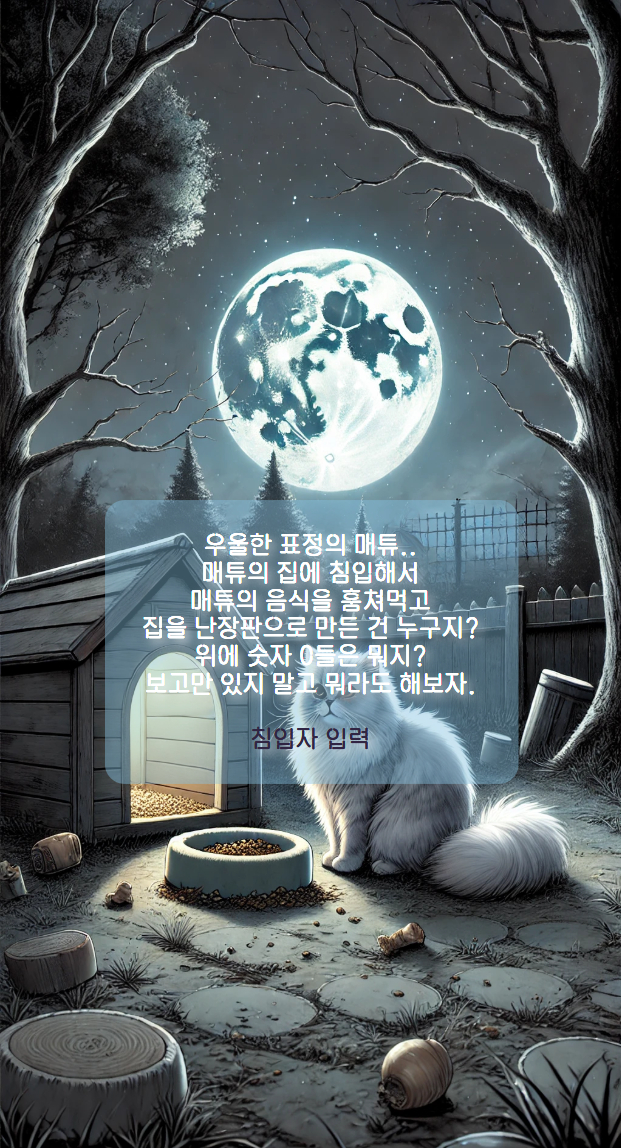 우울한 표정의 매튜..
매튜의 집에 침입해서
매튜의 음식을 훔쳐먹고
집을 난장판으로 만든 건 누구지?
위에 숫자 0들은 뭐지?
보고만 있지 말고 뭐라도 해보자.
침입자 입력